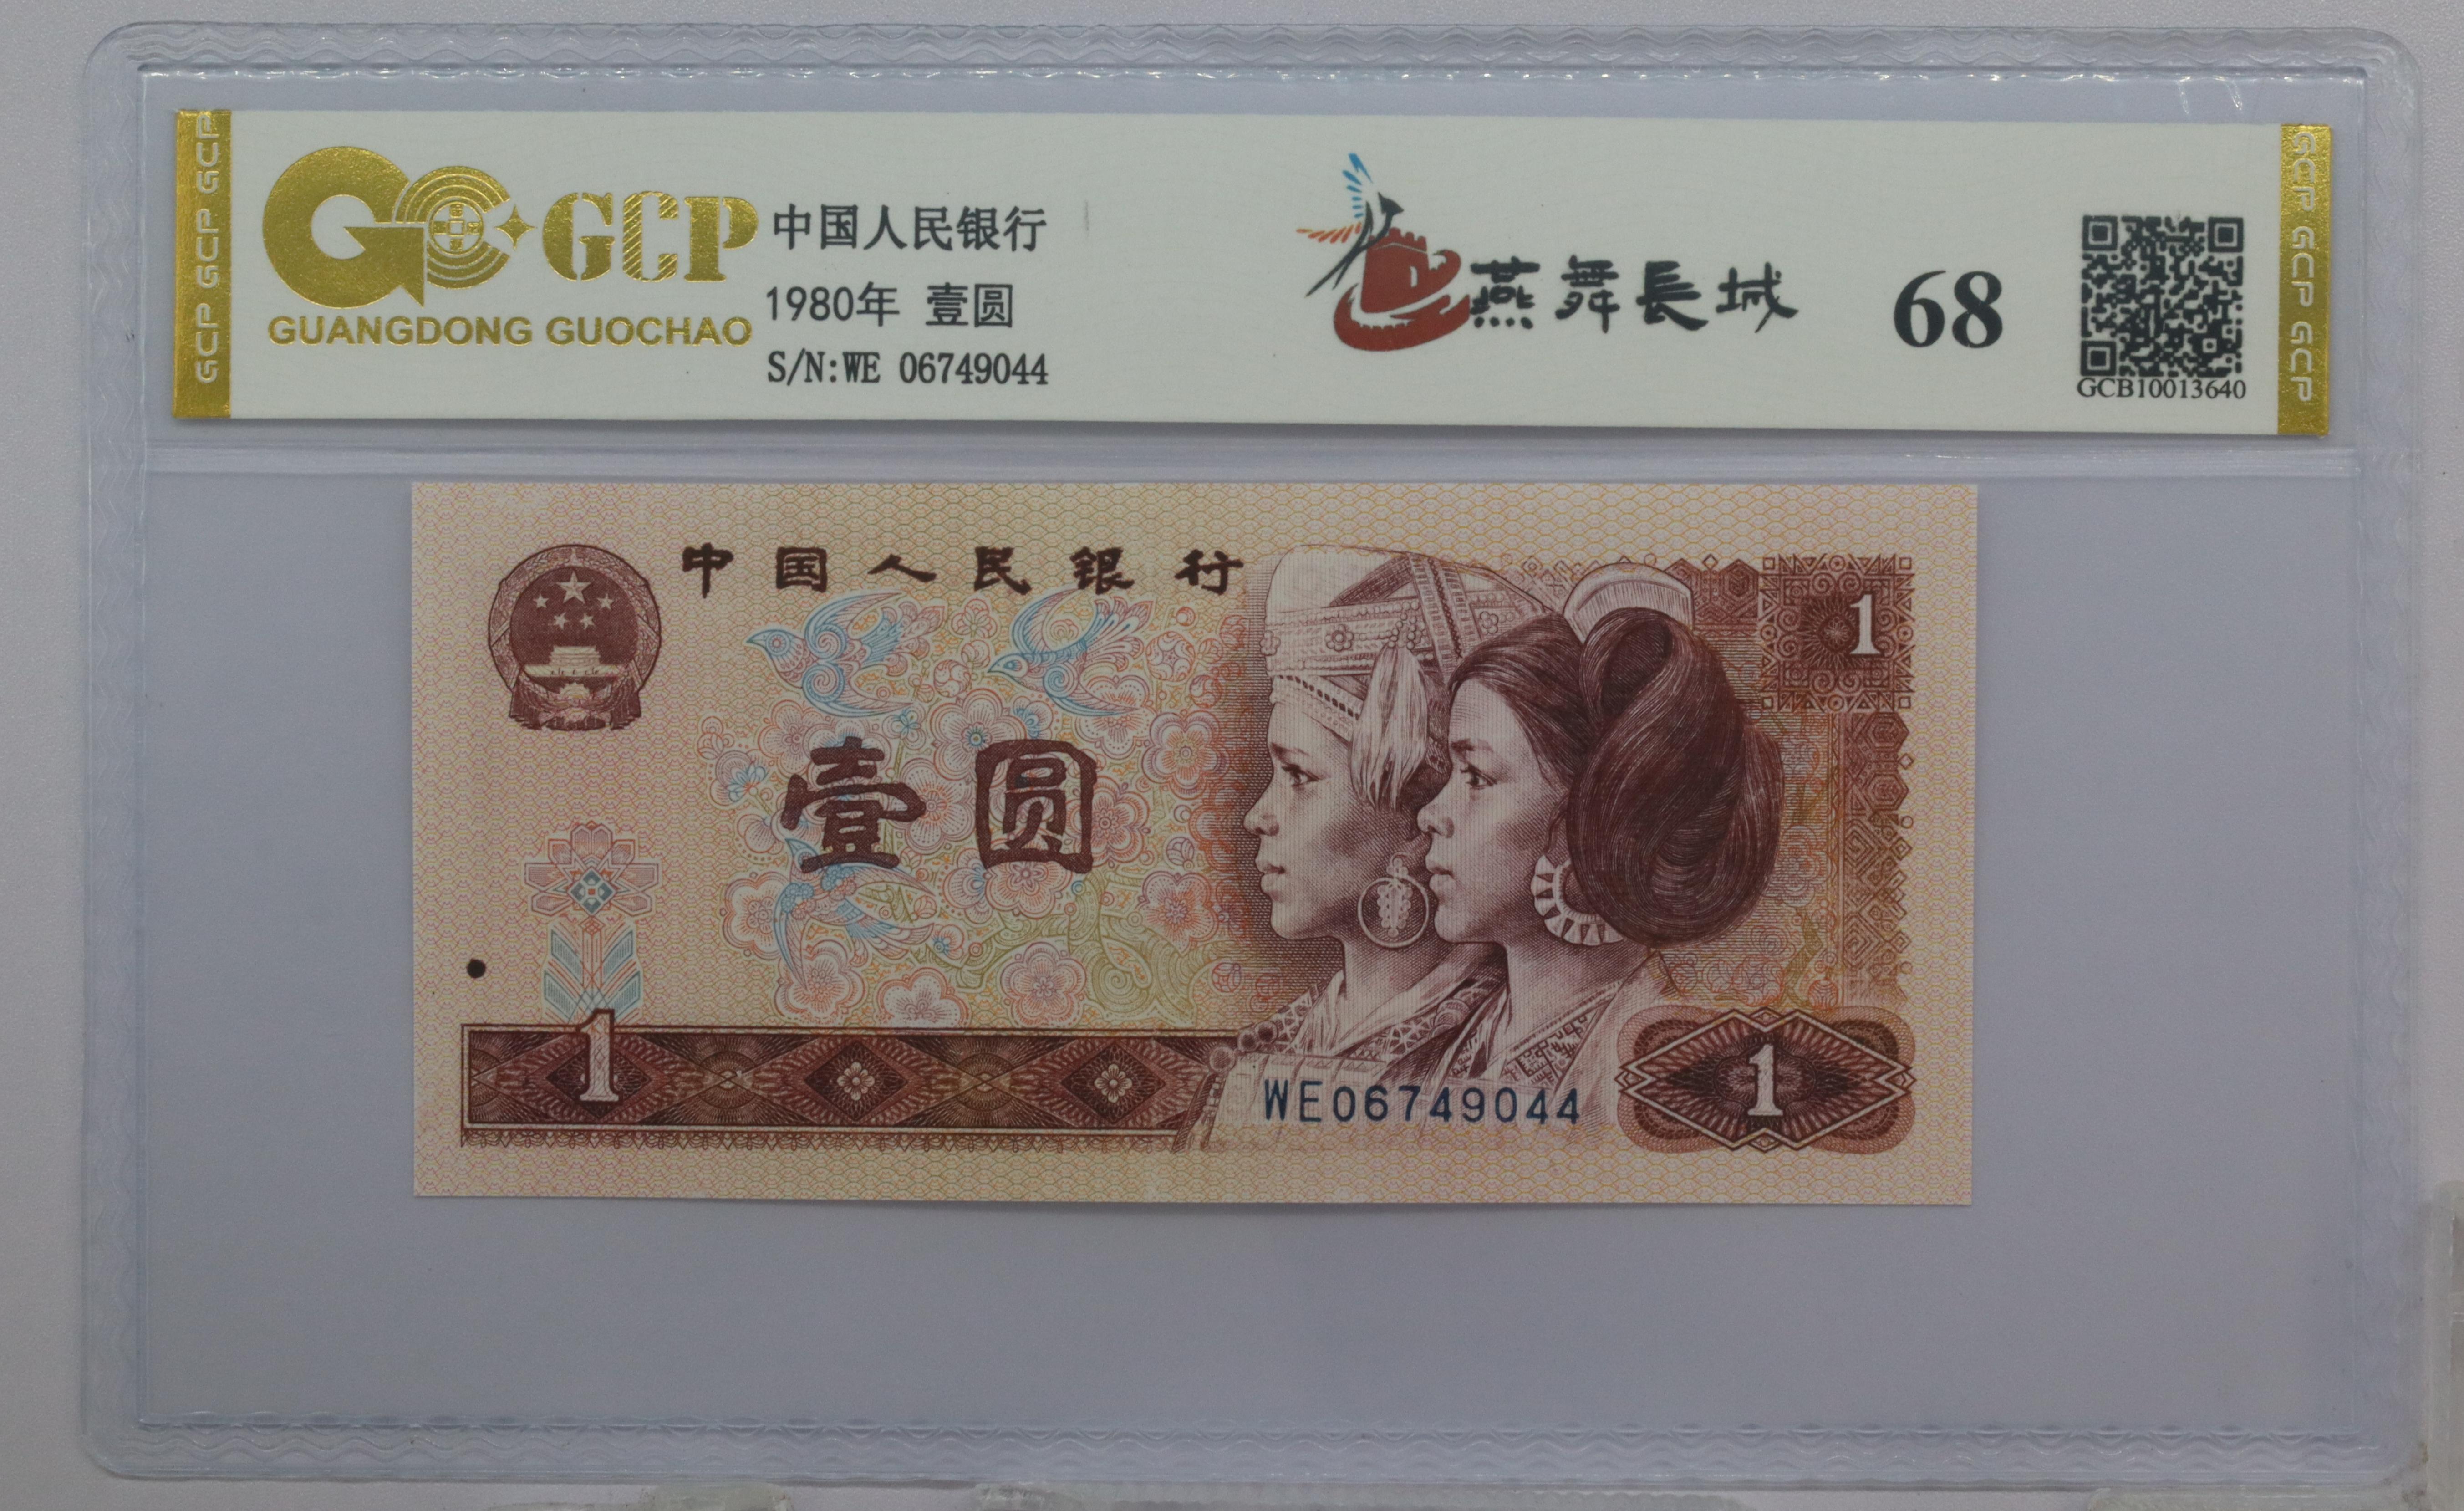 GCP GCP GCP
GCP
GUANGDONG GUOCHAO
中国人民银行
1980年 壹圆
S/N:WE 06749044
燕舞長城
68
GCB10013640
GCP GCP GCP
中国人民银行
1
壹圆
1
WE06749044
1